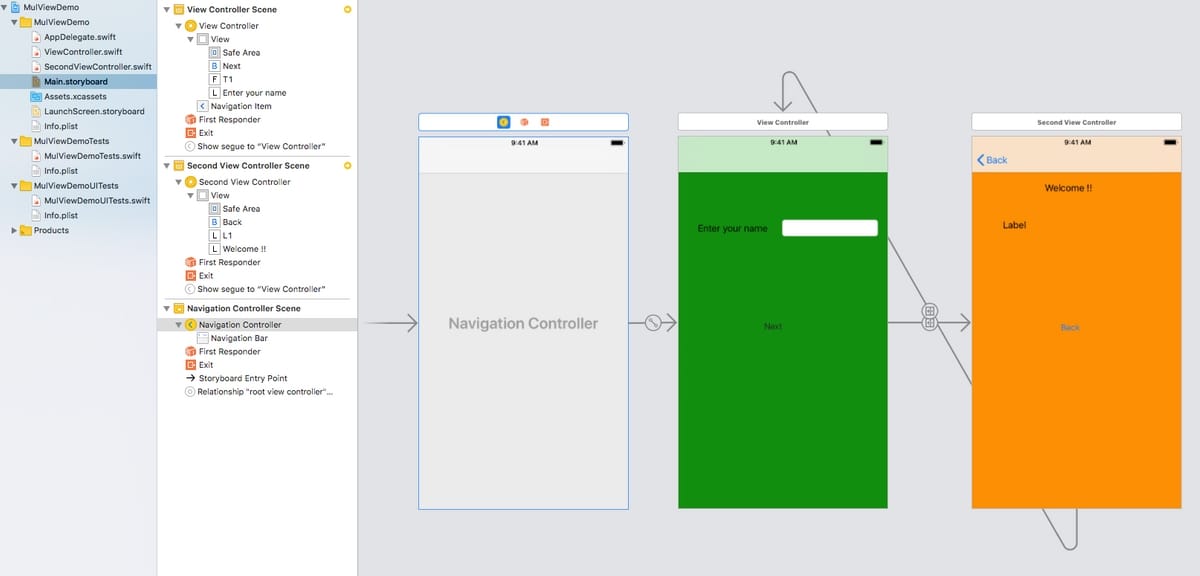 MulViewDemo
MulViewDemo
AppDelegate.swift
ViewController.swift
SecondViewController.swift
Main.storyboard
Assets.xcassets
LaunchScreen.storyboard
Info.plist
MulViewDemoTests
MulViewDemoTests.swift
Info.plist
MulViewDemoUITests
MulViewDemoUITests.swift
Info.plist
Products
View Controller Scene
View Controller
View
Safe Area
B Next
F T1
L Enter your name
Navigation Item
First Responder
Exit
Show segue to "View Controller"
Second View Controller Scene
Second View Controller
View
Safe Area
B Back
L L1
L Welcome !!
First Responder
Exit
Show segue to "View Controller"
Navigation Controller Scene
Navigation Controller
Navigation Bar
First Responder
Exit
Storyboard Entry Point
Relationship "root view controller"...
9:41 AM
Navigation Controller
View Controller
9:41 AM
Enter your name
Next
Second View Controller
9:41 AM
Back
Welcome !!
Label
Back